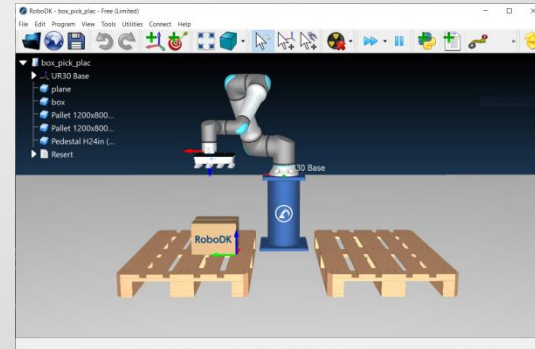 RoboDK - box_pick_plac - Free (Limited)
File Edit Program View Tools Utilities Connect Help
box_pick_plac
UR30 Base
plane
box
Pallet 1200x800...
Pallet 1200x800...
Pedestal H24in (...
Resert
R30 Base
RoboDK